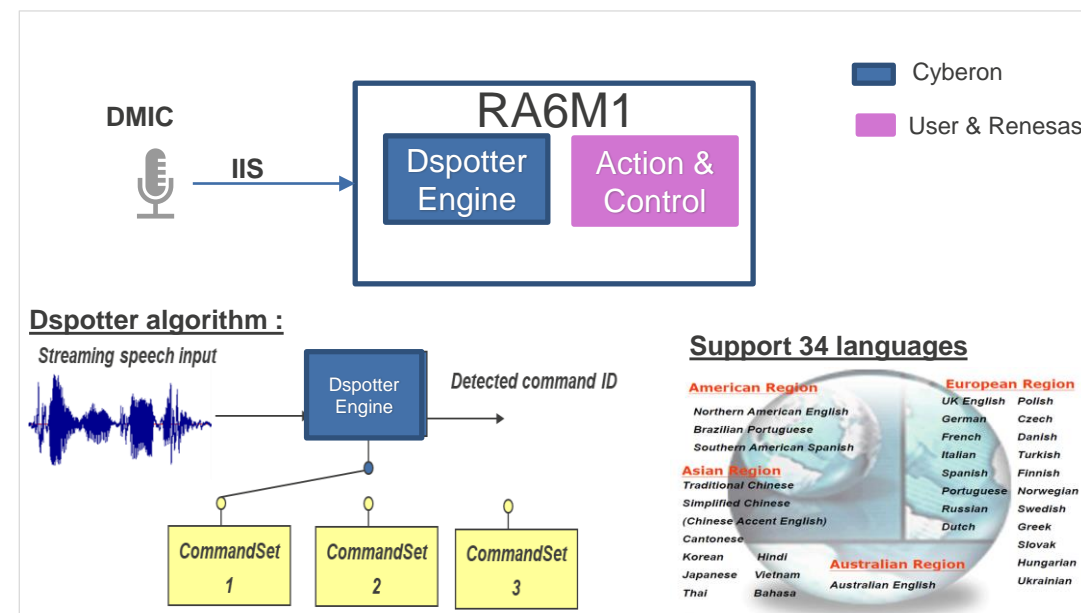 RA6M1
DMIC
IIS
Dspotter
Engine
Action &
Control
Cyberon
User & Renesas
Dspotter algorithm :
Streaming speech input
Dspotter
Engine
Detected command ID
CommandSet
1
CommandSet
2
CommandSet
3
Support 34 languages
American Region
Northern American English
Brazilian Portuguese
Southern American Spanish
Asian Region
Traditional Chinese
Simplified Chinese
(Chinese Accent English)
Cantonese
Korean Hindi
Japanese Vietnam
Thai Bahasa
European Region
UK English Polish
German Czech
French Danish
Italian Turkish
Spanish Finnish
Portuguese Norwegian
Russian Swedish
Dutch Greek
Slovak
Hungarian
Ukrainian
Australian Region
Australian English